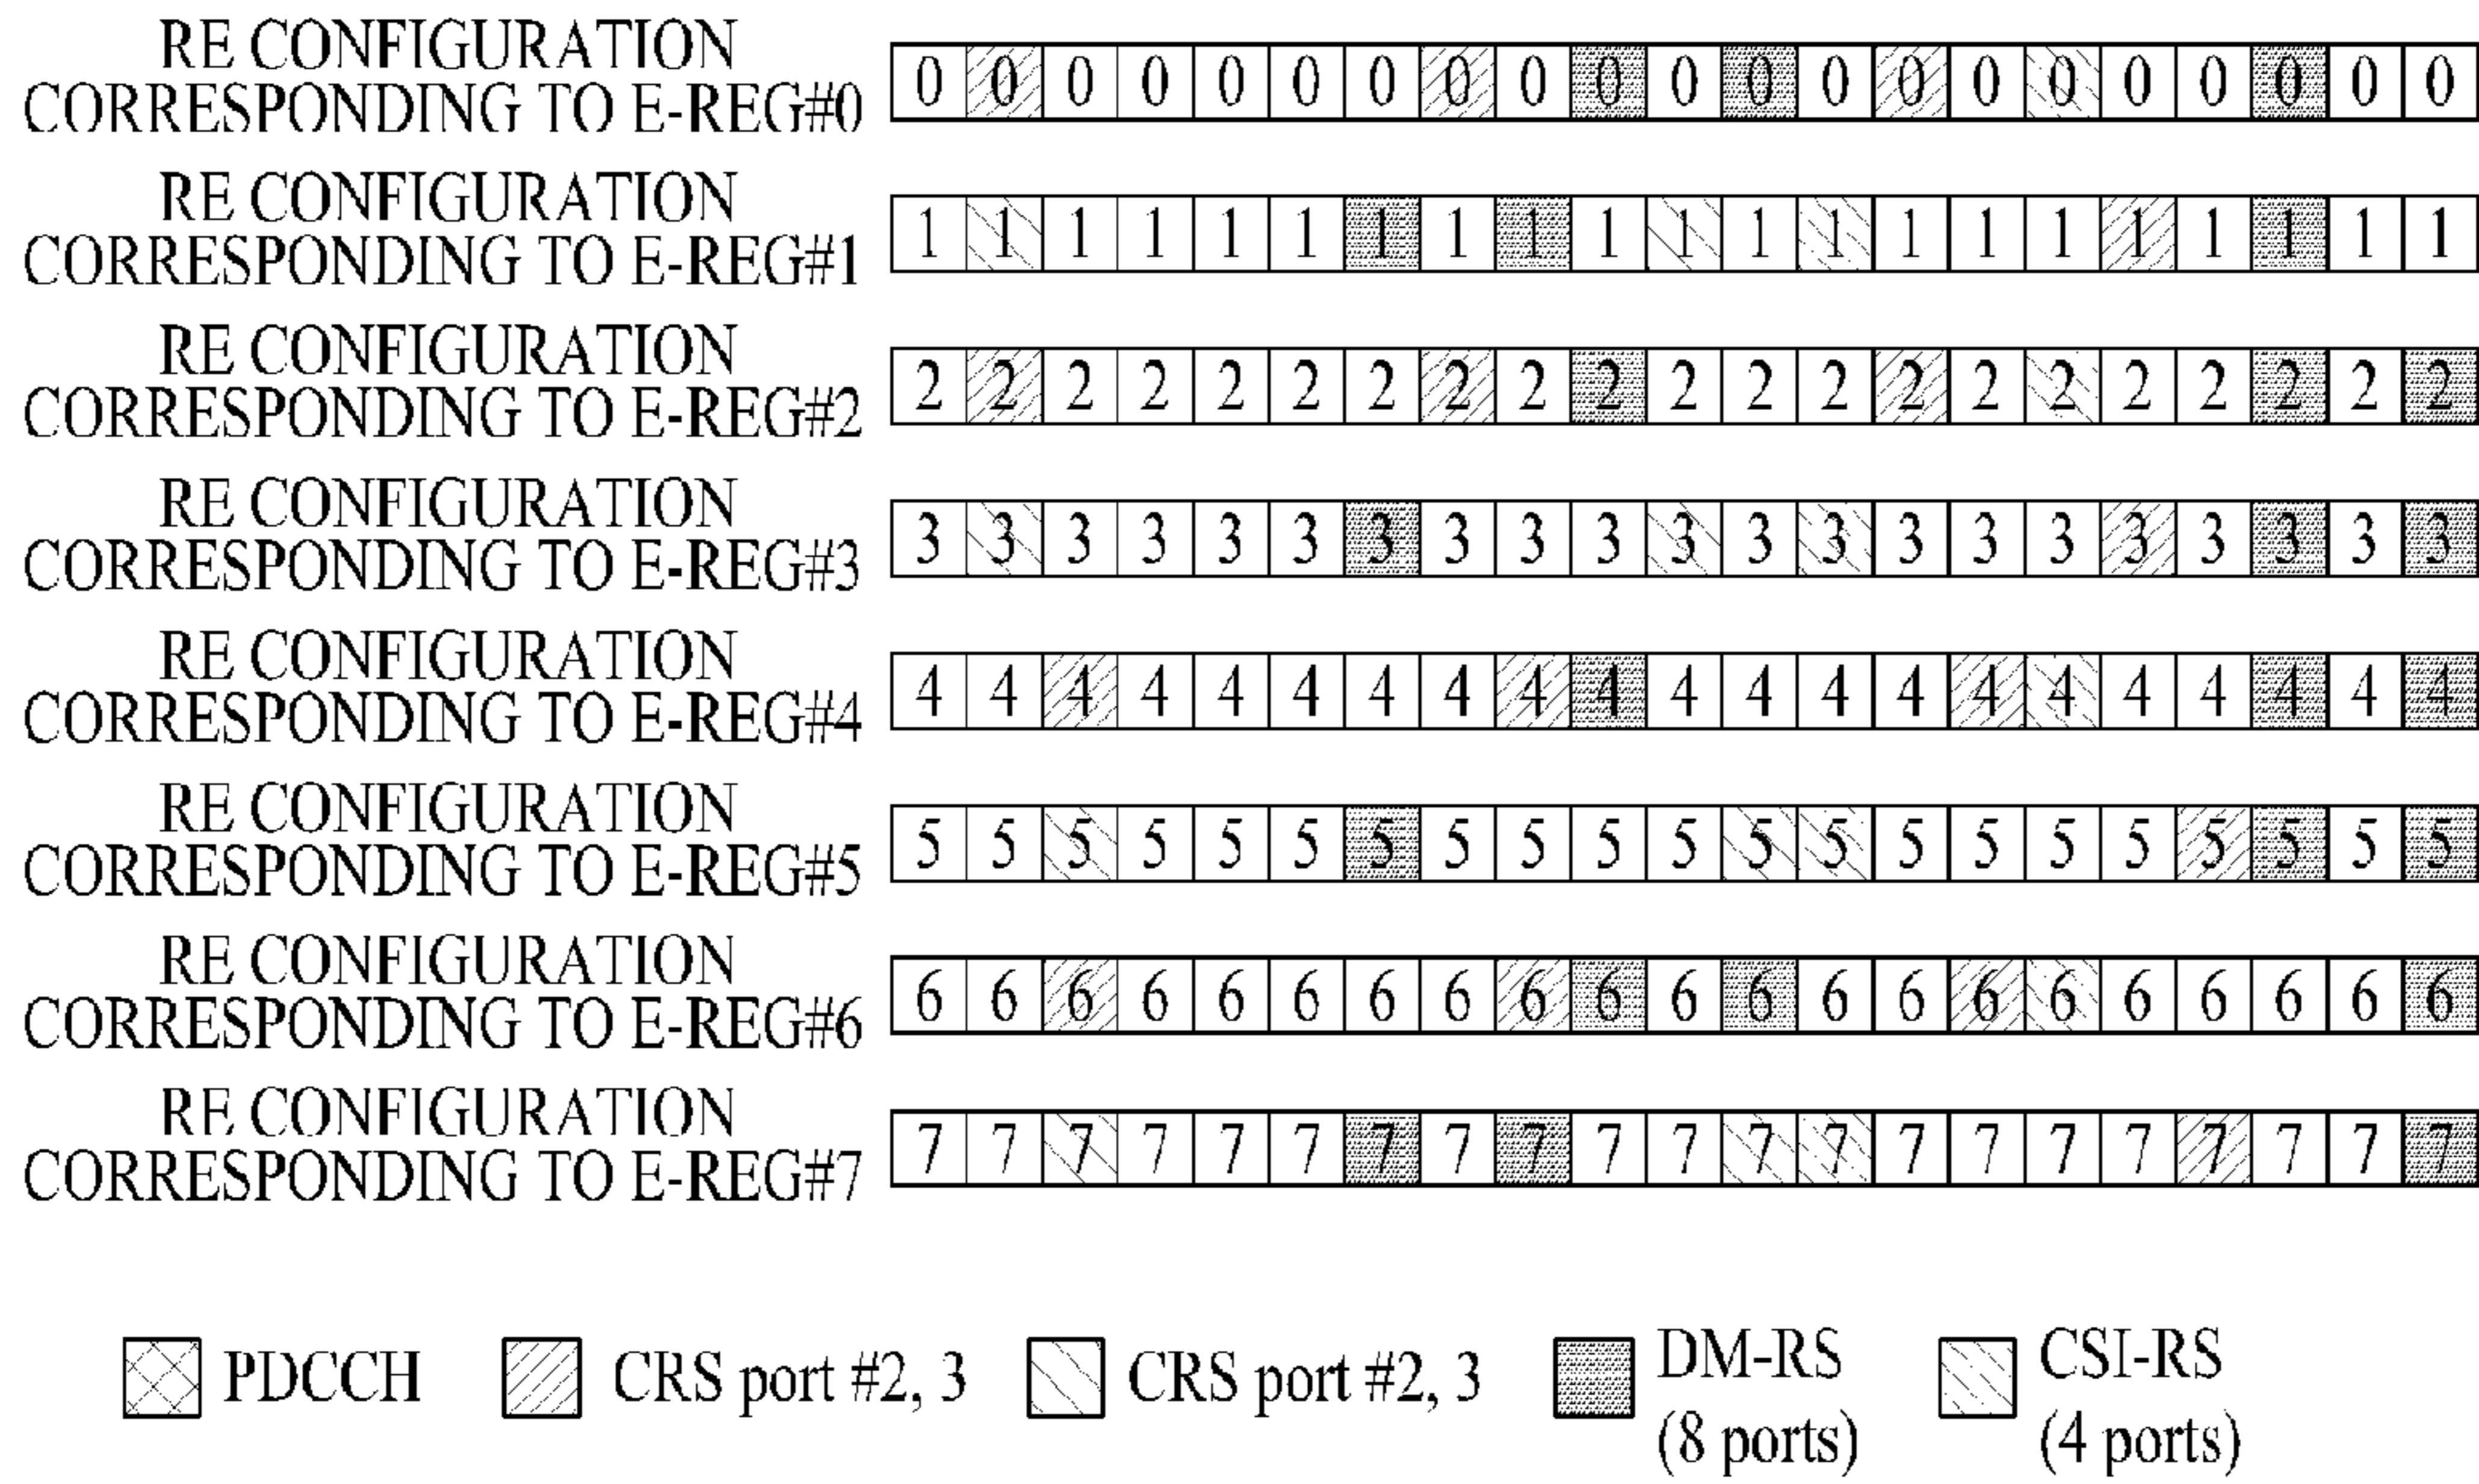 RE CONFIGURATION
CORRESPONDING TO E-REG#0 0 0 0 0 0 0 0 0 0 0 0 0 0 0 0 0 0 0 0 0 0
RE CONFIGURATION
CORRESPONDING TO E-REG#1 1 1 1 1 1 1 1 1 1 1 1 1 1 1 1 1 1 1 1 1 1
RE CONFIGURATION
CORRESPONDING TO E-REG#2 2 2 2 2 2 2 2 2 2 2 2 2 2 2 2 2 2 2 2 2 2
RE CONFIGURATION
CORRESPONDING TO E-REG#3 3 3 3 3 3 3 3 3 3 3 3 3 3 3 3 3 3 3 3 3 3
RE CONFIGURATION
CORRESPONDING TO E-REG#4 4 4 4 4 4 4 4 4 4 4 4 4 4 4 4 4 4 4 4 4 4
RE CONFIGURATION
CORRESPONDING TO E-REG#5 5 5 5 5 5 5 5 5 5 5 5 5 5 5 5 5 5 5 5 5 5
RE CONFIGURATION
CORRESPONDING TO E-REG#6 6 6 6 6 6 6 6 6 6 6 6 6 6 6 6 6 6 6 6 6 6
RE CONFIGURATION
CORRESPONDING TO E-REG#7 7 7 7 7 7 7 7 7 7 7 7 7 7 7 7 7 7 7 7 7 7
PDCCH
CRS port #2, 3
CRS port #2, 3
DM-RS
(8 ports)
CSI-RS
(4 ports)